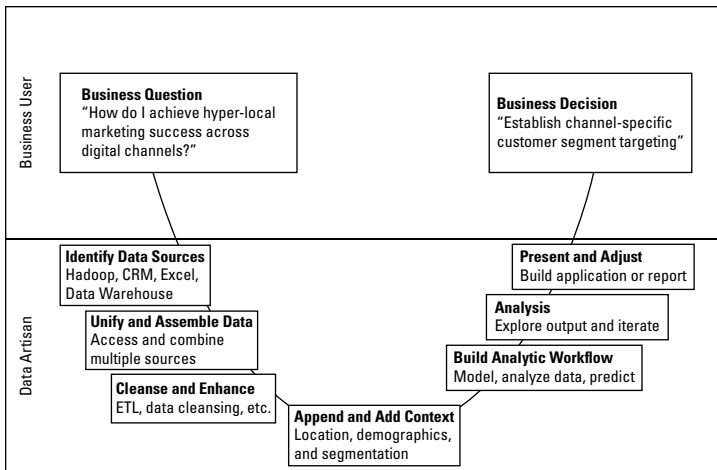 Business User
Business Question
“How do I achieve hyper-local
marketing success across
digital channels?”
Business Decision
“Establish channel-specific
customer segment targeting”
Data Artisan
Identify Data Sources
Hadoop, CRM, Excel,
Data Warehouse
Unify and Assemble Data
Access and combine
multiple sources
Cleanse and Enhance
ETL, data cleansing, etc.
Append and Add Context
Location, demographics,
and segmentation
Build Analytic Workflow
Model, analyze data, predict
Analysis
Explore output and iterate
Present and Adjust
Build application or report